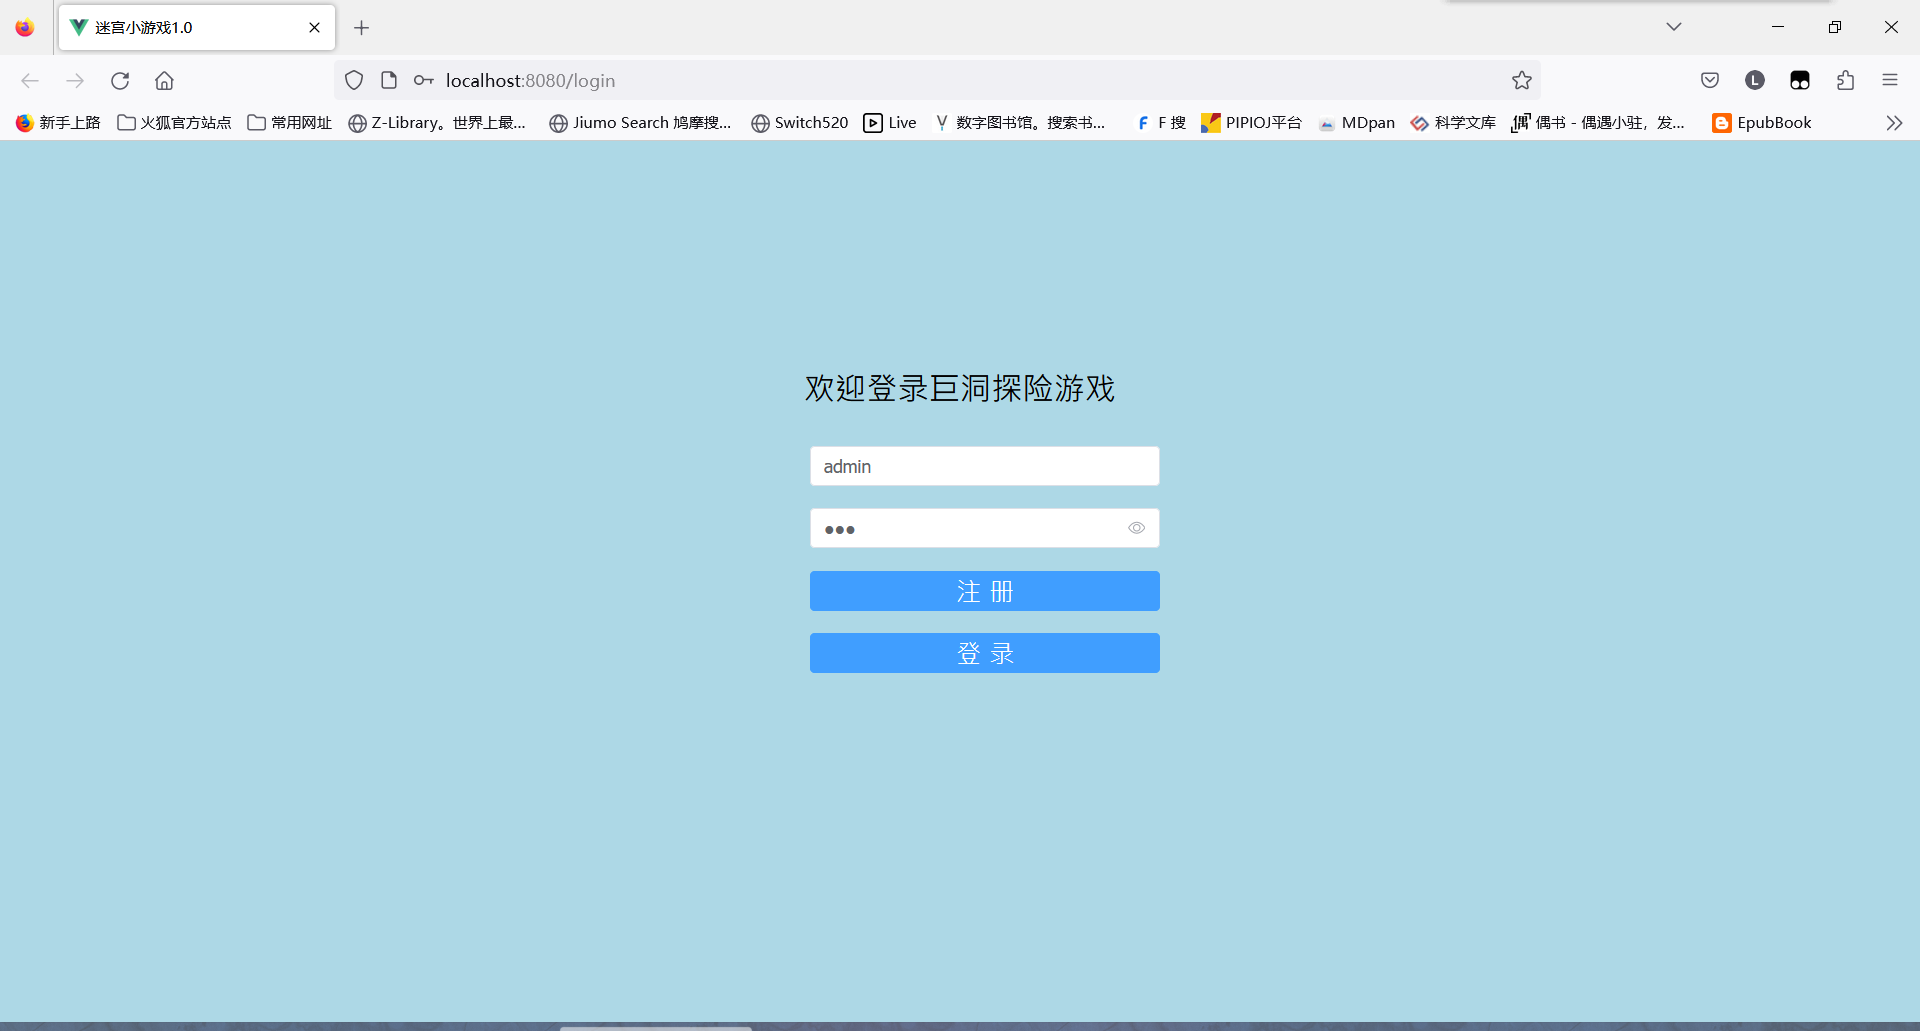 迷宫小游戏1.0
localhost:8080/login
L
新手上路 火狐官方站点 常用网址 Z-Library。世界上最... Jiumo Search 鸠摩搜... Switch520 Live 数字图书馆。搜索书... F 搜 PIPIOJ平台 MDpan 科学文库 偶书 - 偶遇小驻，发... EpubBook
欢迎登录巨洞探险游戏
admin
注 册
登 录